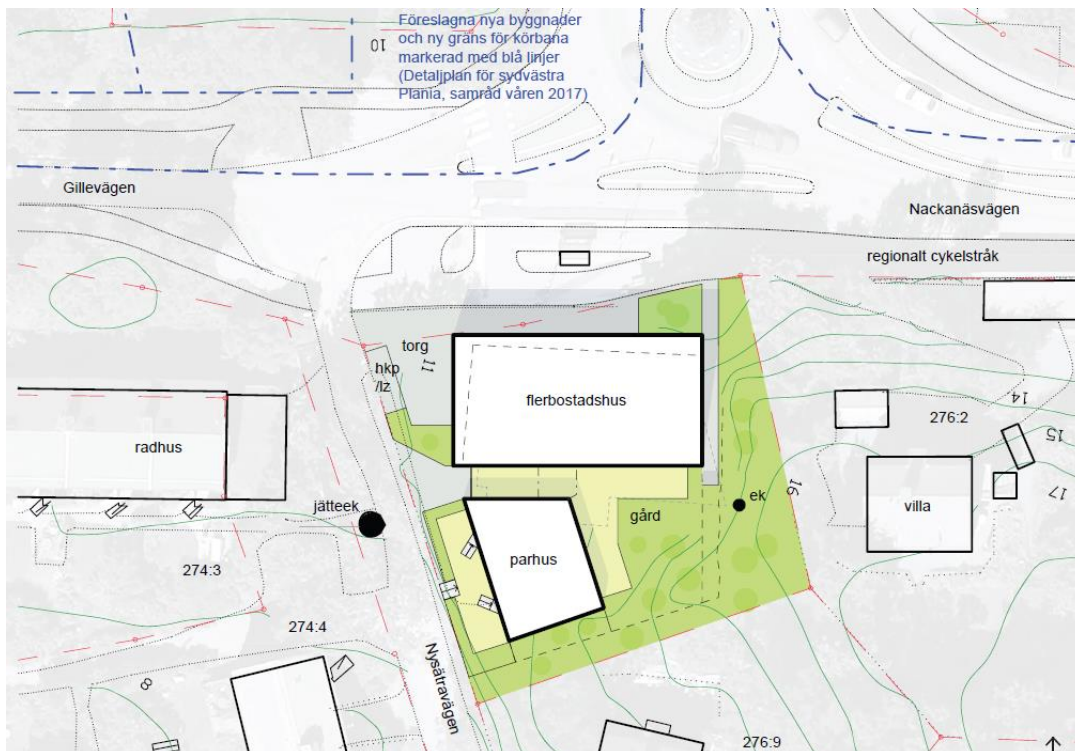 Föreslagna nya byggnader
och ny gräns för körbana
markerad med blå linjer
(Detaljplan för sydvästra
Plania, samråd våren 2017)
10
Gillevägen
Nackanäsvägen
regionalt cykelstråk
torg
11
hkp
/lz
flerbostadshus
14
276:2
15
radhus
16
17
ek
villa
jätteek
gård
parhus
274:3
274:4
Nysätravägen
8
276:9